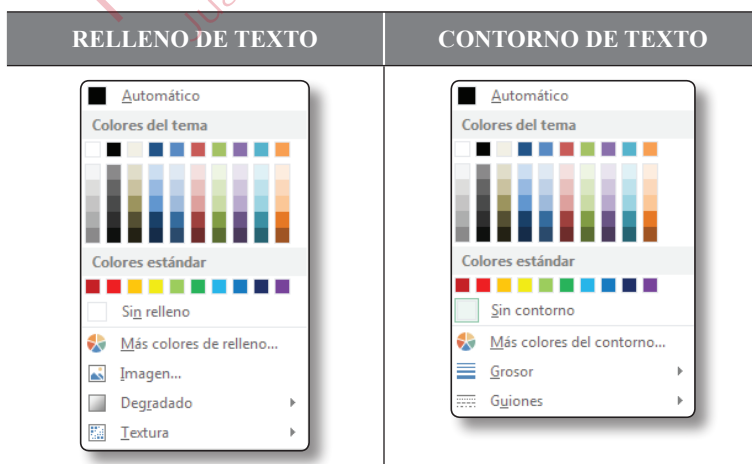 RELLENO DE TEXTO
CONTORNO DE TEXTO
Automático
Colores del tema
Colores estándar
Sin relleno
Más colores de relleno...
Imagen...
Degradado
Textura
Automático
Colores del tema
Colores estándar
Sin contorno
Más colores del contorno...
Grosor
Guiones